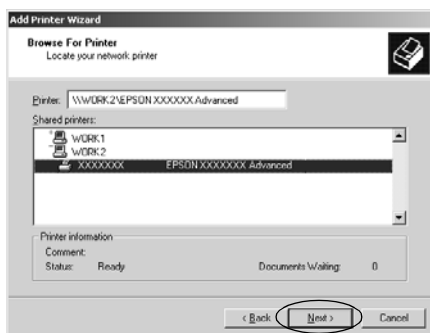 Add Printer Wizard
Browse For Printer
Locate your network printer
Printer: \\WORK2\EPSON XXXXXX Advanced
Shared printers:
WORK1
WORK2
XXXXXXX EPSON XXXXXXX Advanced
Printer information
Comment:
Status: Ready Documents Waiting: 0
< Back Next > Cancel